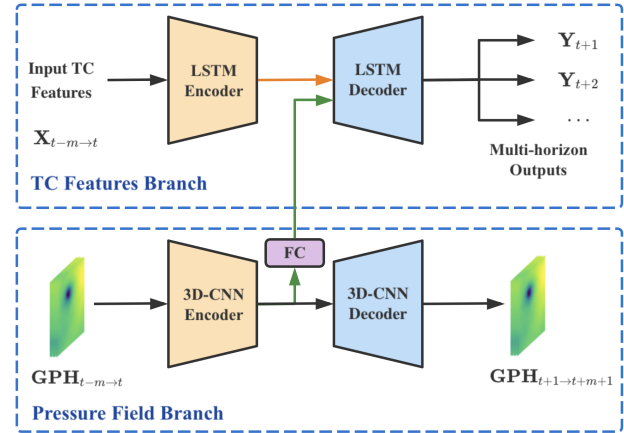 Input TC
Features
X_{t−m→t}
LSTM
Encoder
LSTM
Decoder
Y_{t+1}
Y_{t+2}
...
Multi-horizon
Outputs
TC Features Branch
FC
3D-CNN
Encoder
3D-CNN
Decoder
GPH_{t−m→t}
GPH_{t+1→t+m+1}
Pressure Field Branch